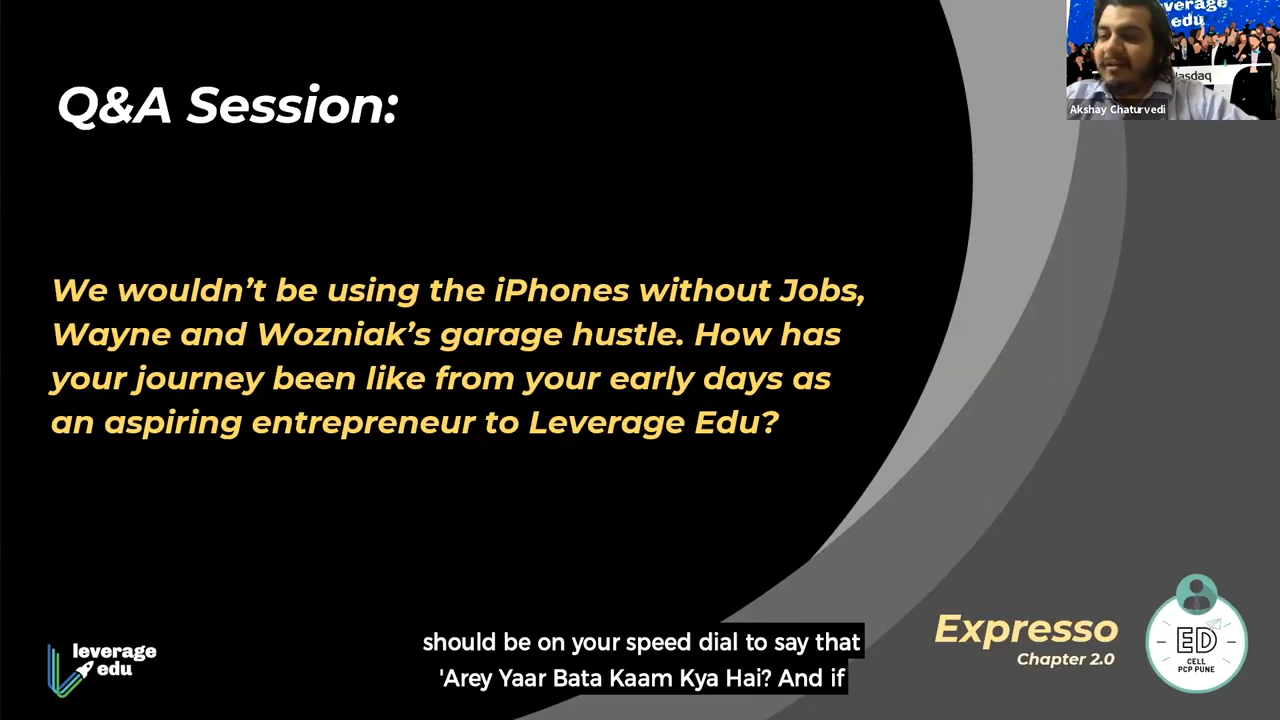 verage
edu
Nasdaq
Akshay Chaturvedi
Q&A Session:
We wouldn’t be using the iPhones without Jobs,
Wayne and Wozniak’s garage hustle. How has
your journey been like from your early days as
an aspiring entrepreneur to Leverage Edu?
should be on your speed dial to say that
'Arey Yaar Bata Kaam Kya Hai? And if
leverage
edu
Expresso
Chapter 2.0
ED
CELL
PCP PUNE